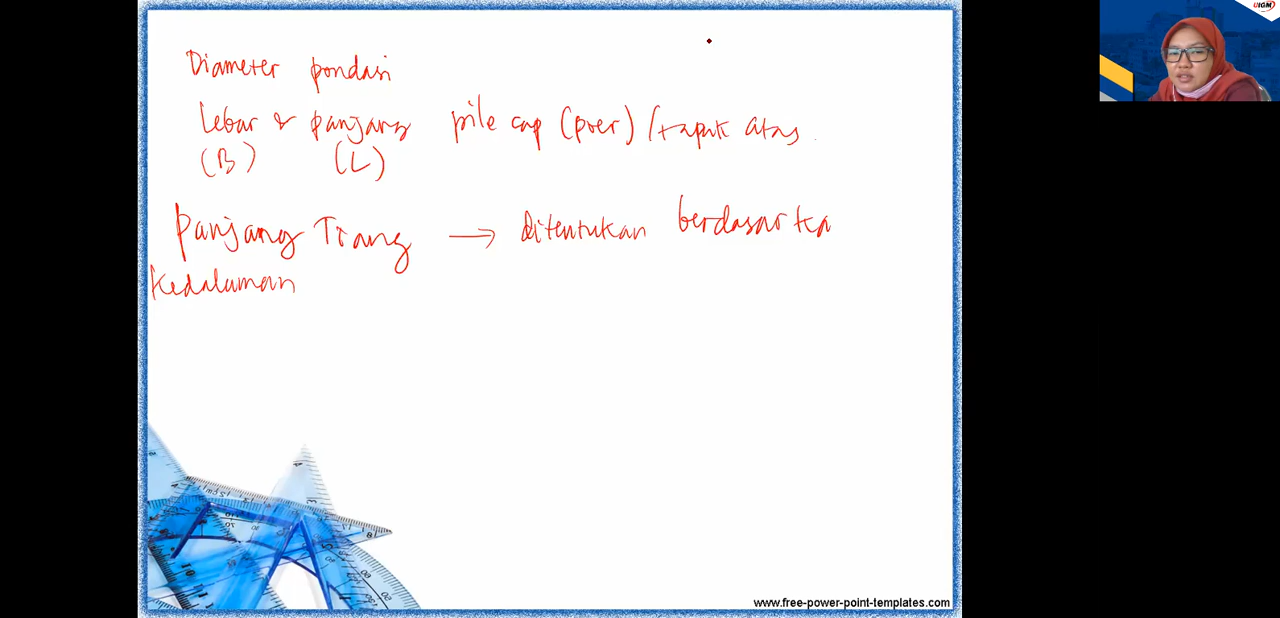 Diameter pondasi
Lebar & panjang pile cap (poer) / tapak atas
(B) (L)
Panjang Tiang → ditentukan berdasarka
kedalaman
www.free-power-point-templates.com
UIGM